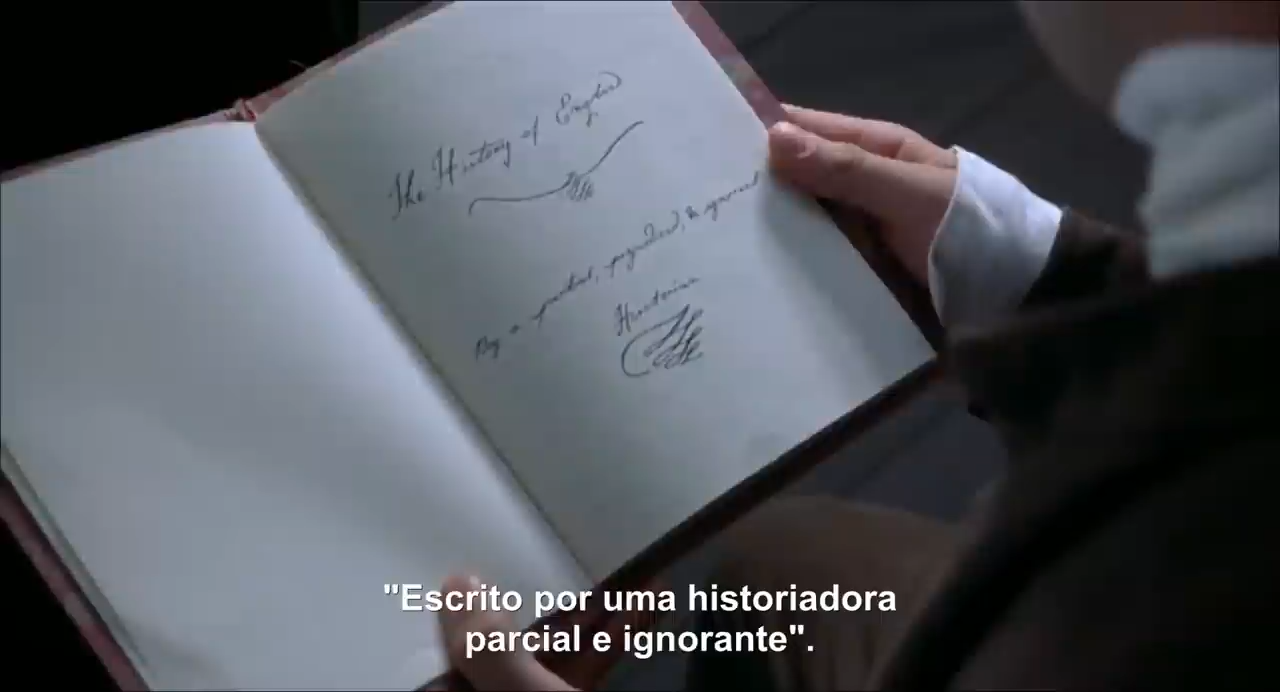 The History of England
By a partial, prejudiced, & ignorant
Historian
"Escrito por uma historiadora
parcial e ignorante".